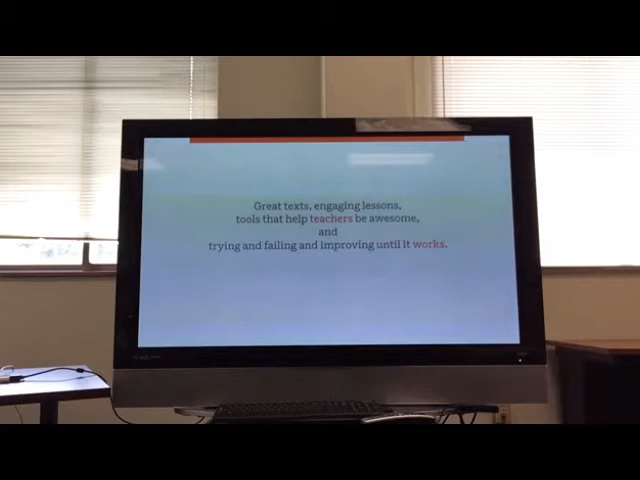 Great texts, engaging lessons,
tools that help teachers be awesome,
and
trying and failing and improving until it works.